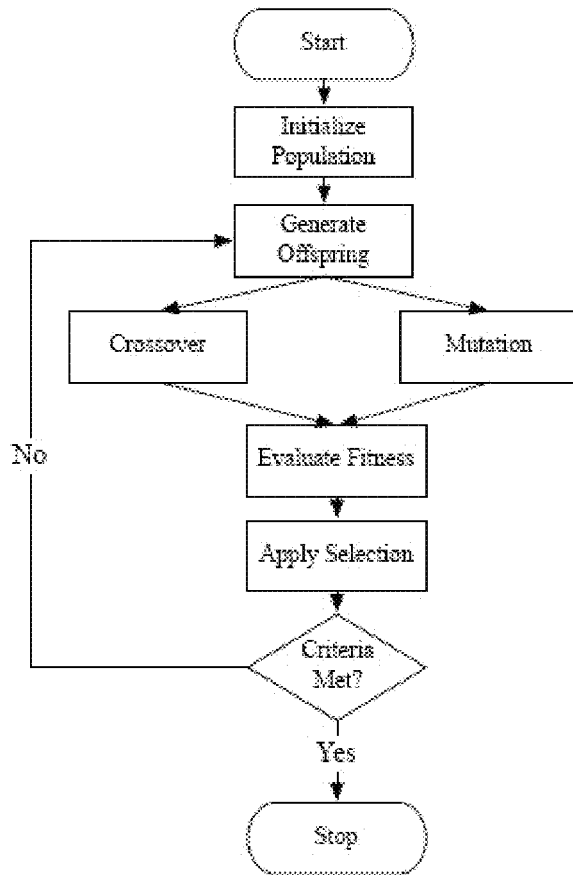 Start
Initialize
Population
Generate
Offspring
Crossover
Mutation
No
Evaluate Fitness
Apply Selection
Criteria
Met?
Yes
Stop